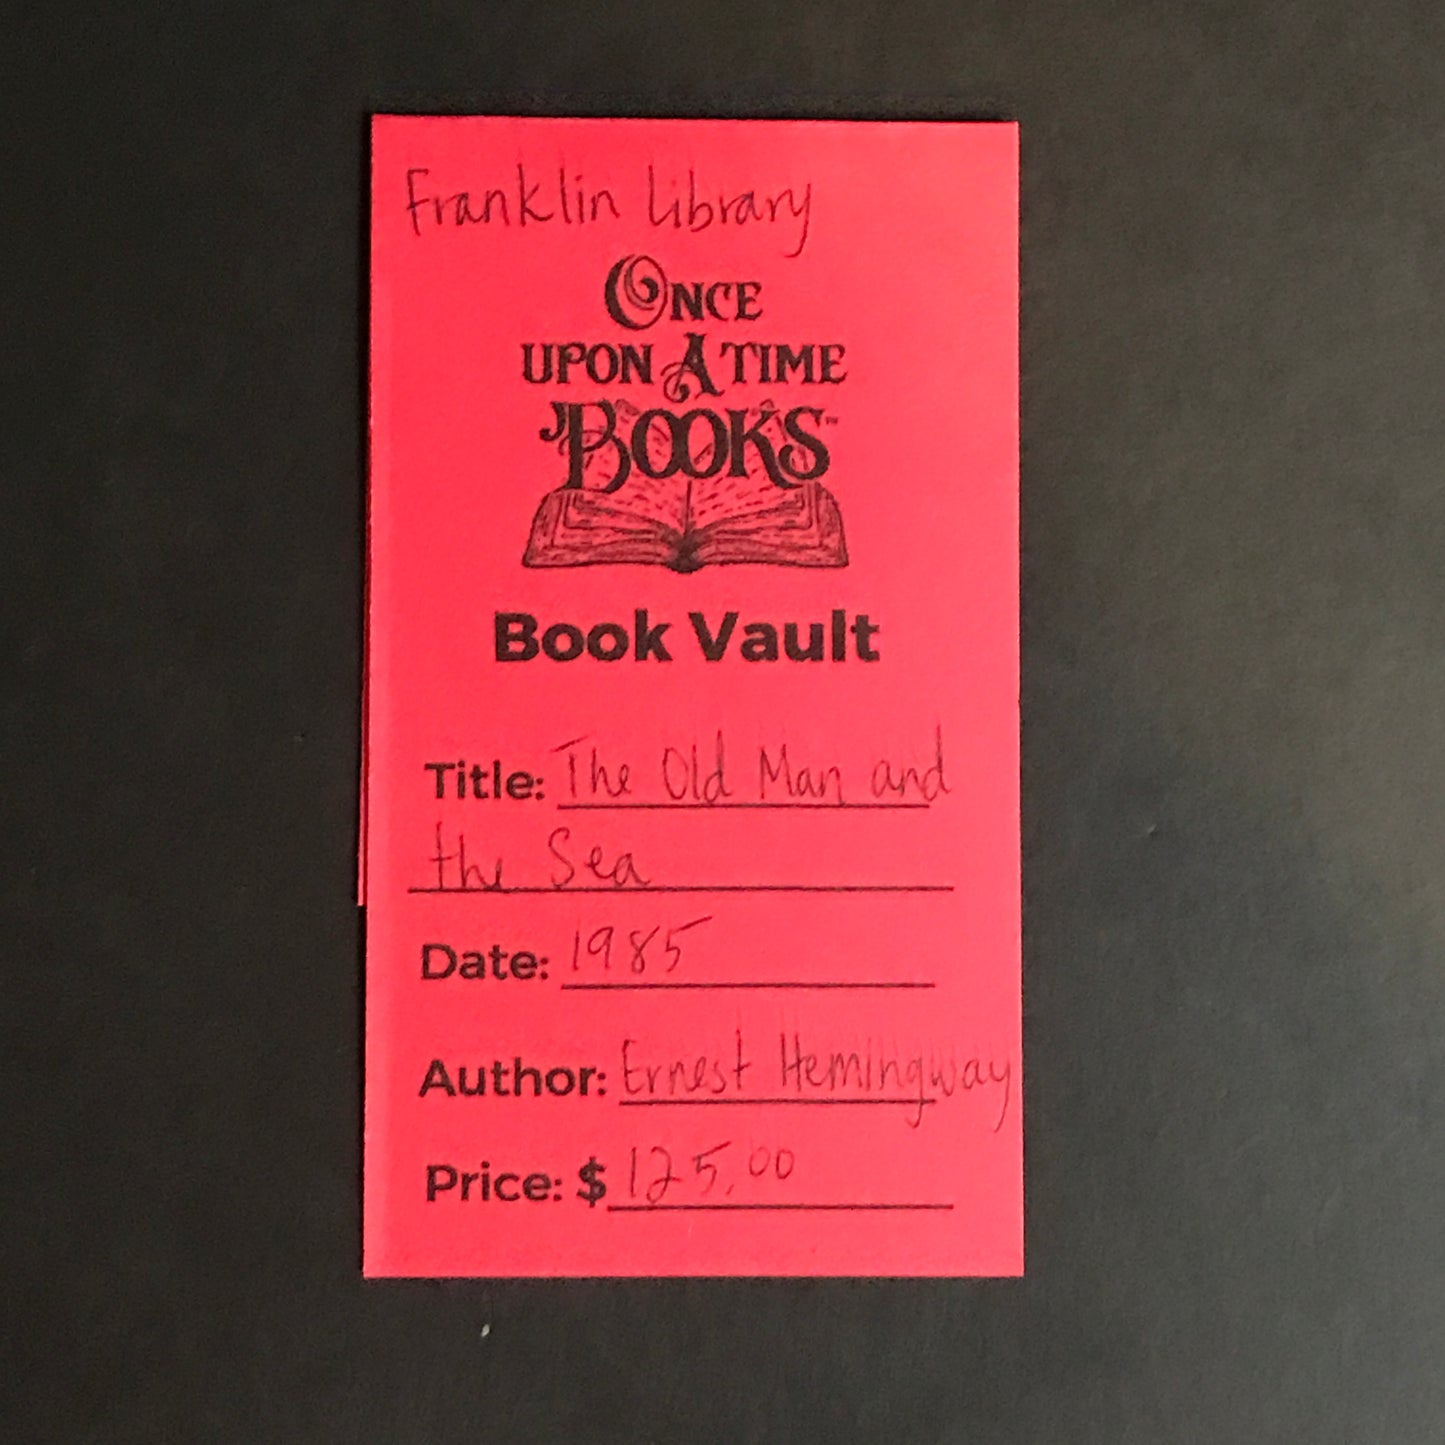 Franklin Library
ONCE
UPON A TIME
BOOKS™
Book Vault
Title: The Old Man and
the Sea
Date: 1985
Author: Ernest Hemingway
Price: $ 125.00